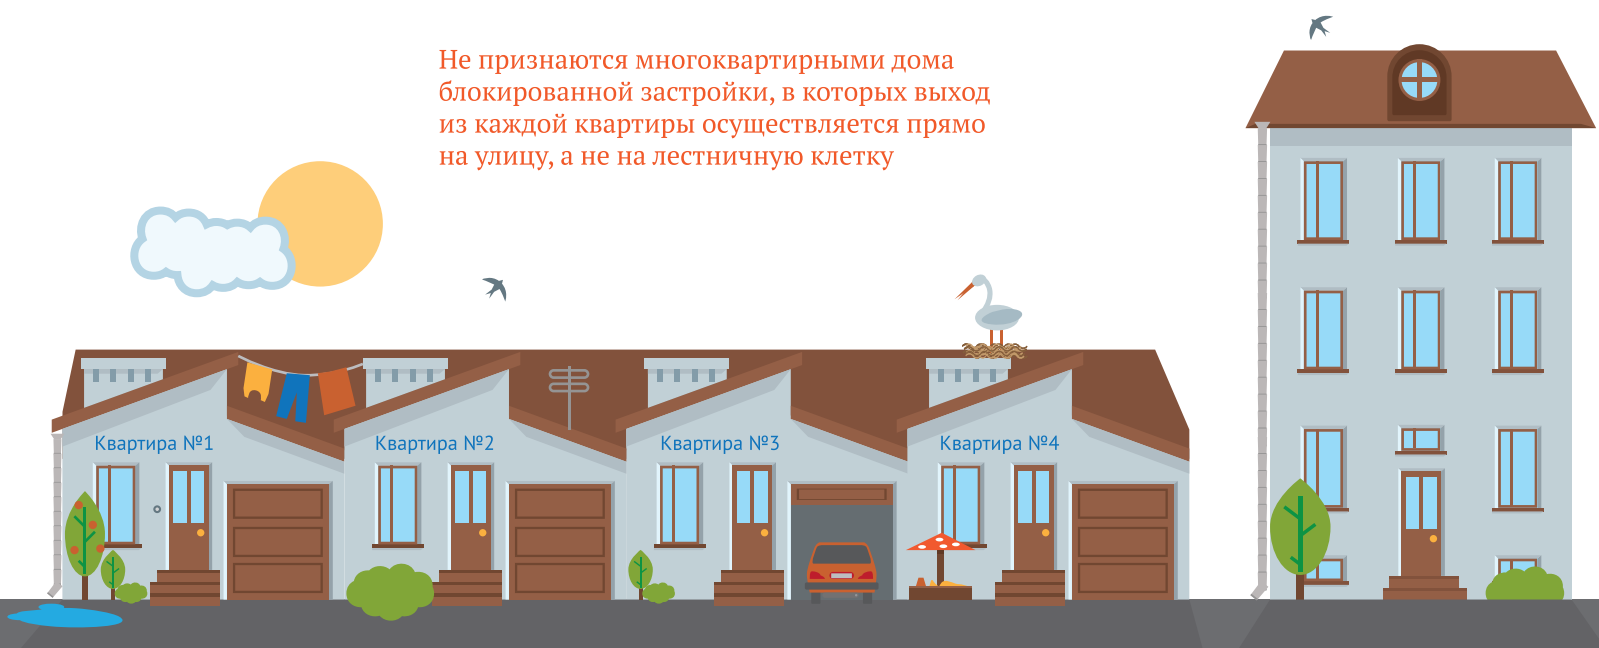 Не признаются многоквартирными дома
блокированной застройки, в которых выход
из каждой квартиры осуществляется прямо
на улицу, а не на лестничную клетку
Квартира №1
Квартира №2
Квартира №3
Квартира №4